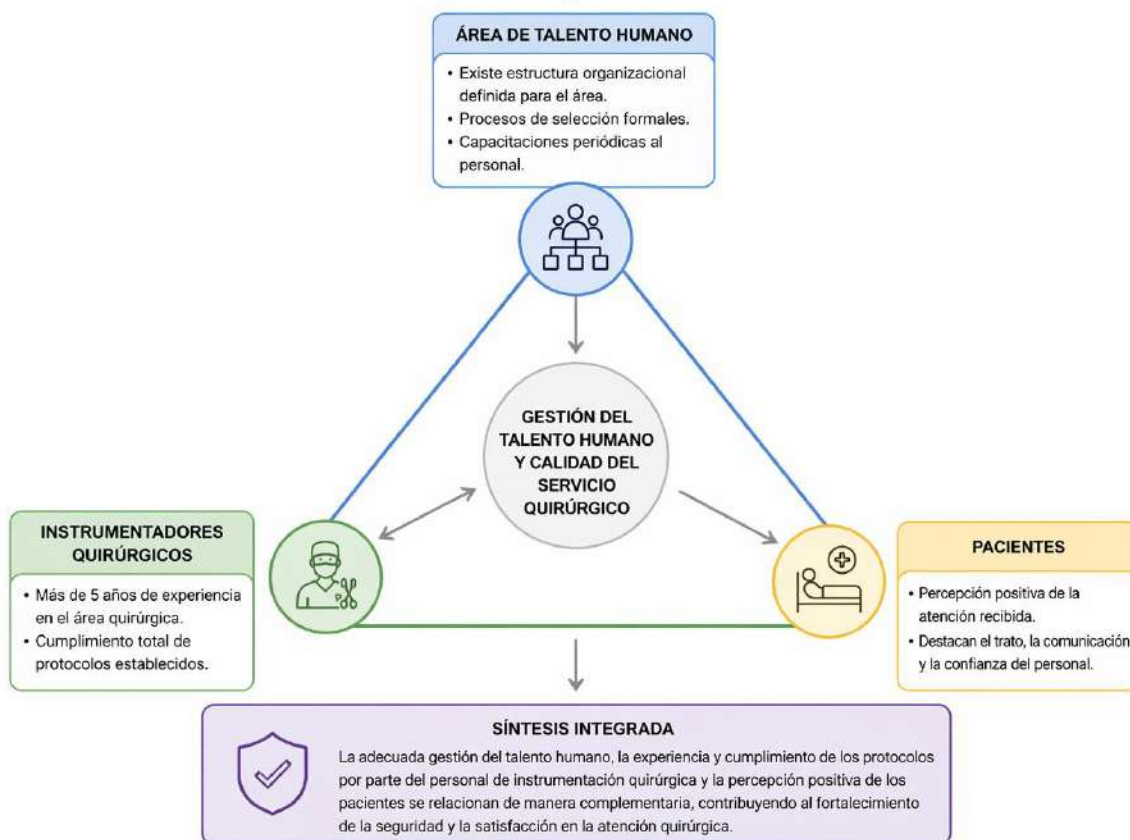 ÁREA DE TALENTO HUMANO
• Existe estructura organizacional
definida para el área.
• Procesos de selección formales.
• Capacitaciones periódicas al
personal.
GESTIÓN DEL
TALENTO HUMANO
Y CALIDAD DEL
SERVICIO
QUIRÚRGICO
INSTRUMENTADORES
QUIRÚRGICOS
• Más de 5 años de experiencia
en el área quirúrgica.
• Cumplimiento total de
protocolos establecidos.
PACIENTES
• Percepción positiva de la
atención recibida.
• Destacan el trato, la comunicación
y la confianza del personal.
SÍNTESIS INTEGRADA
La adecuada gestión del talento humano, la experiencia y cumplimiento de los protocolos
por parte del personal de instrumentación quirúrgica y la percepción positiva de los
pacientes se relacionan de manera complementaria, contribuyendo al fortalecimiento
de la seguridad y la satisfacción en la atención quirúrgica.